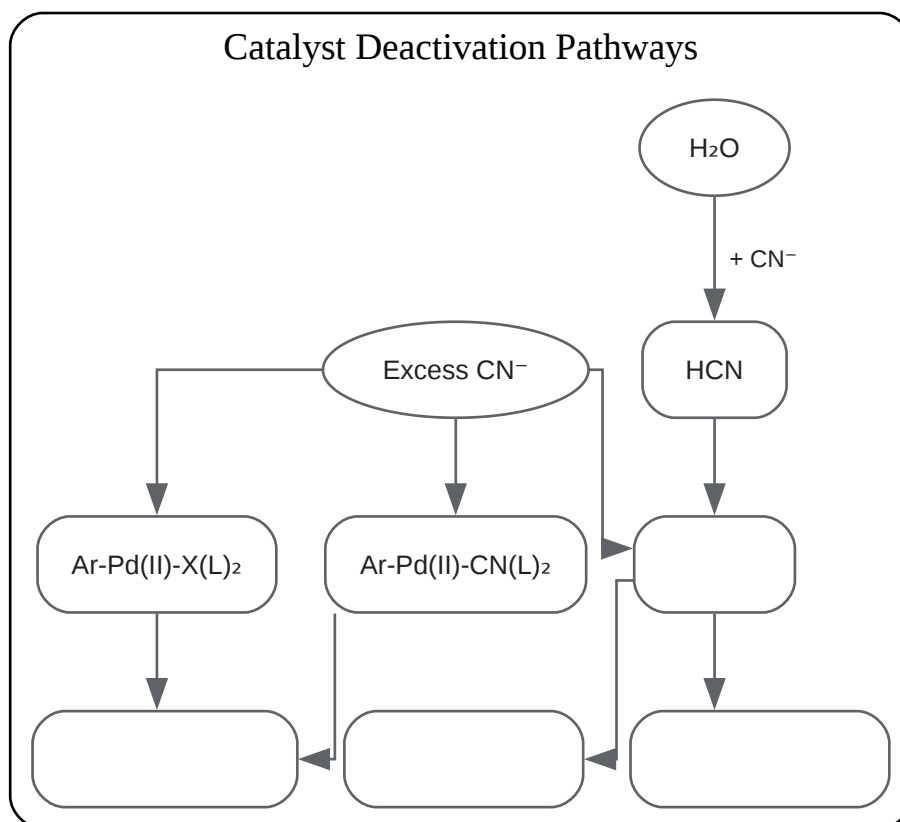 Catalyst Deactivation Pathways
H₂O
+ CN⁻
Excess CN⁻
HCN
Ar-Pd(II)-X(L)₂
Ar-Pd(II)-CN(L)₂